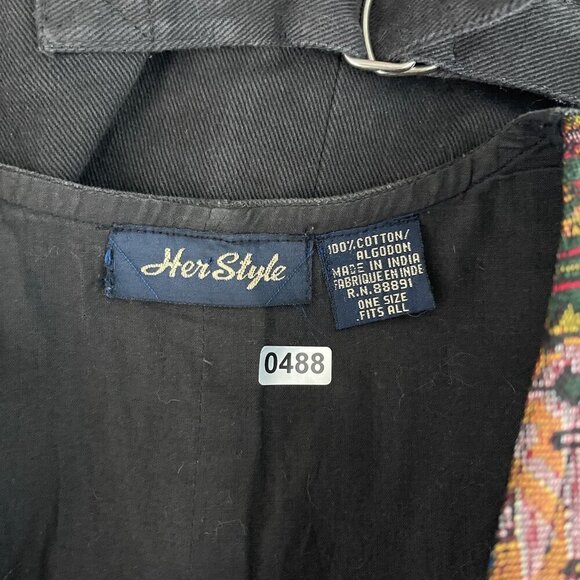 Her Style
100% COTTON/
ALGODON
MADE IN INDIA
FABRIQUE EN INDE
R.N. 88891
ONE SIZE
.FITS ALL
0488